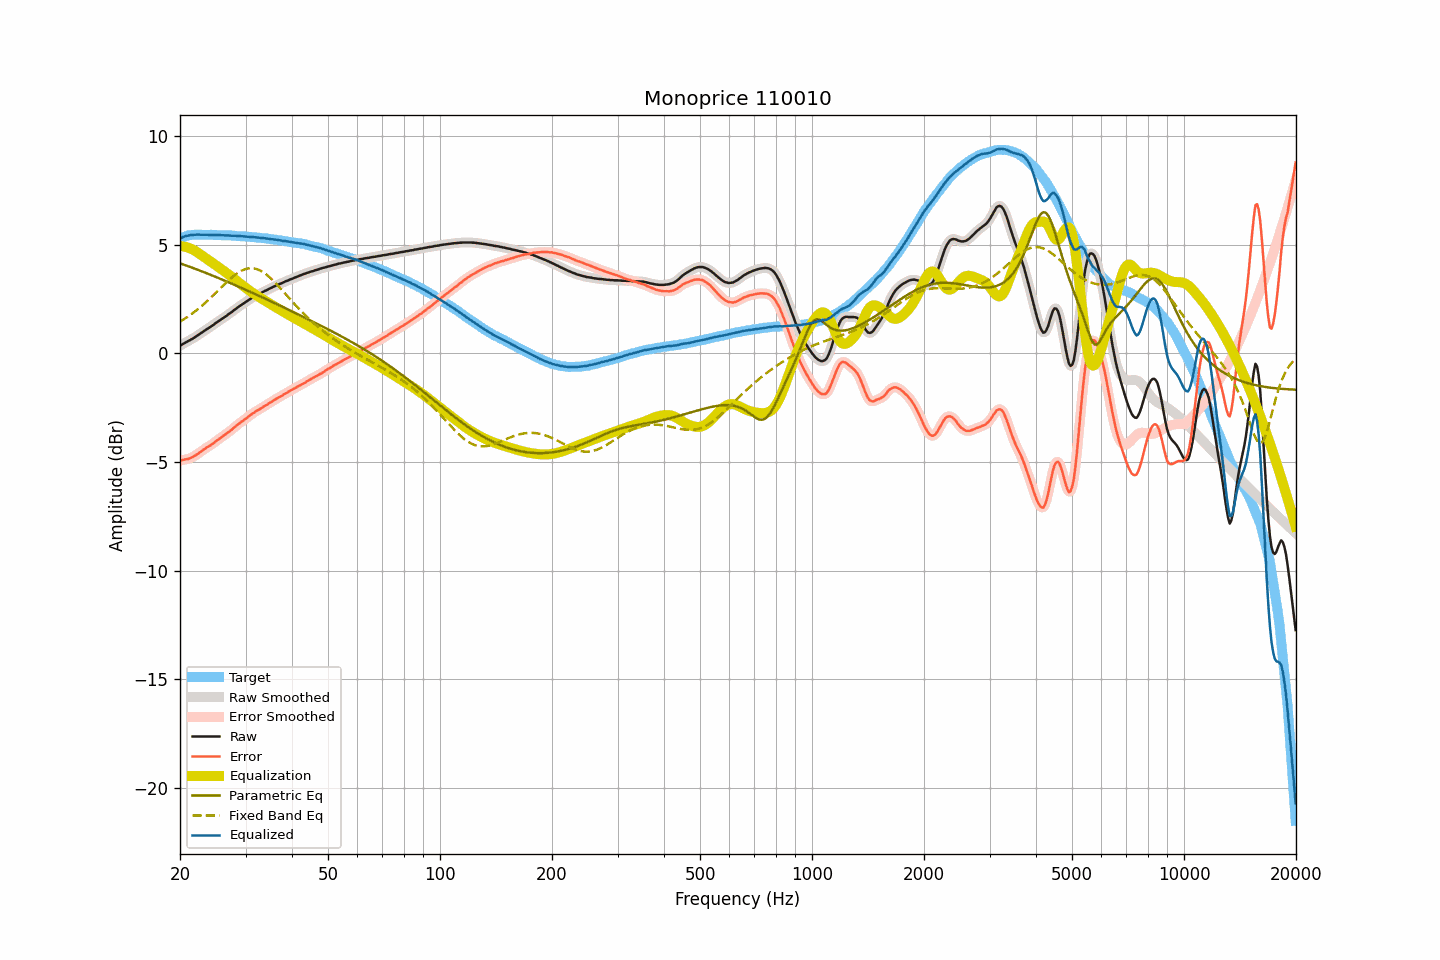 Monoprice 110010
10
5
0
−5
−10
−15
−20
Amplitude (dBr)
Target
Raw Smoothed
Error Smoothed
Raw
Error
Equalization
Parametric Eq
Fixed Band Eq
Equalized
20 50 100 200 500 1000 2000 5000 10000 20000
Frequency (Hz)